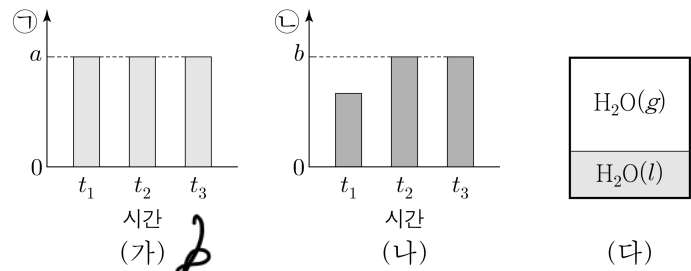 ㉠
a
0
t₁ t₂ t₃
시간
(가)
㉡
b
0
t₁ t₂ t₃
시간
(나)
H₂O(g)
H₂O(l)
(다)